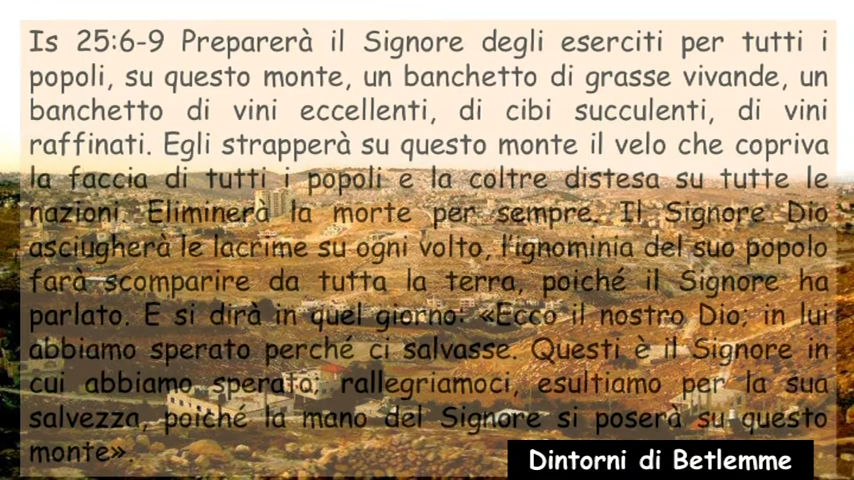 Is 25:6-9 Preparerà il Signore degli eserciti per tutti i
popoli, su questo monte, un banchetto di grasse vivande, un
banchetto di vini eccellenti, di cibi succulenti, di vini
raffinati. Egli strapperà su questo monte il velo che copriva
la faccia di tutti i popoli e la coltre distesa su tutte le
nazioni. Eliminerà la morte per sempre. Il Signore Dio
asciugherà le lacrime su ogni volto, l'ignominia del suo popolo
farà scomparire da tutta la terra, poiché il Signore ha
parlato. E si dirà in quel giorno: «Ecco il nostro Dio; in lui
abbiamo sperato perché ci salvasse. Questi è il Signore in
cui abbiamo sperato; rallegriamoci, esultiamo per la sua
salvezza, poiché la mano del Signore si poserà su questo
monte».
Dintorni di Betlemme